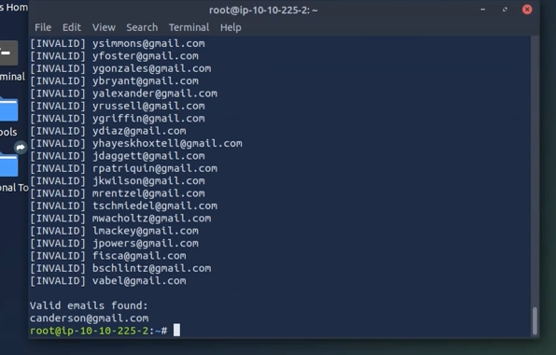 s Hom
root@ip-10-10-225-2: ~
File Edit View Search Terminal Help
[INVALID] ysimmons@gmail.com
[INVALID] yfoster@gmail.com
[INVALID] ygonzales@gmail.com
[INVALID] ybryant@gmail.com
[INVALID] yalexander@gmail.com
[INVALID] yrussell@gmail.com
[INVALID] ygriffin@gmail.com
[INVALID] ydiaz@gmail.com
[INVALID] yhayeskhoxtell@gmail.com
[INVALID] jdaggett@gmail.com
[INVALID] rpatriquin@gmail.com
[INVALID] jkwilson@gmail.com
[INVALID] mrentzel@gmail.com
[INVALID] tschmiedel@gmail.com
[INVALID] mwacholtz@gmail.com
[INVALID] lmackey@gmail.com
[INVALID] jpowers@gmail.com
[INVALID] fisca@gmail.com
[INVALID] bschlintz@gmail.com
[INVALID] vabel@gmail.com
Valid emails found:
canderson@gmail.com
root@ip-10-10-225-2:~#
minal
ools
onal To